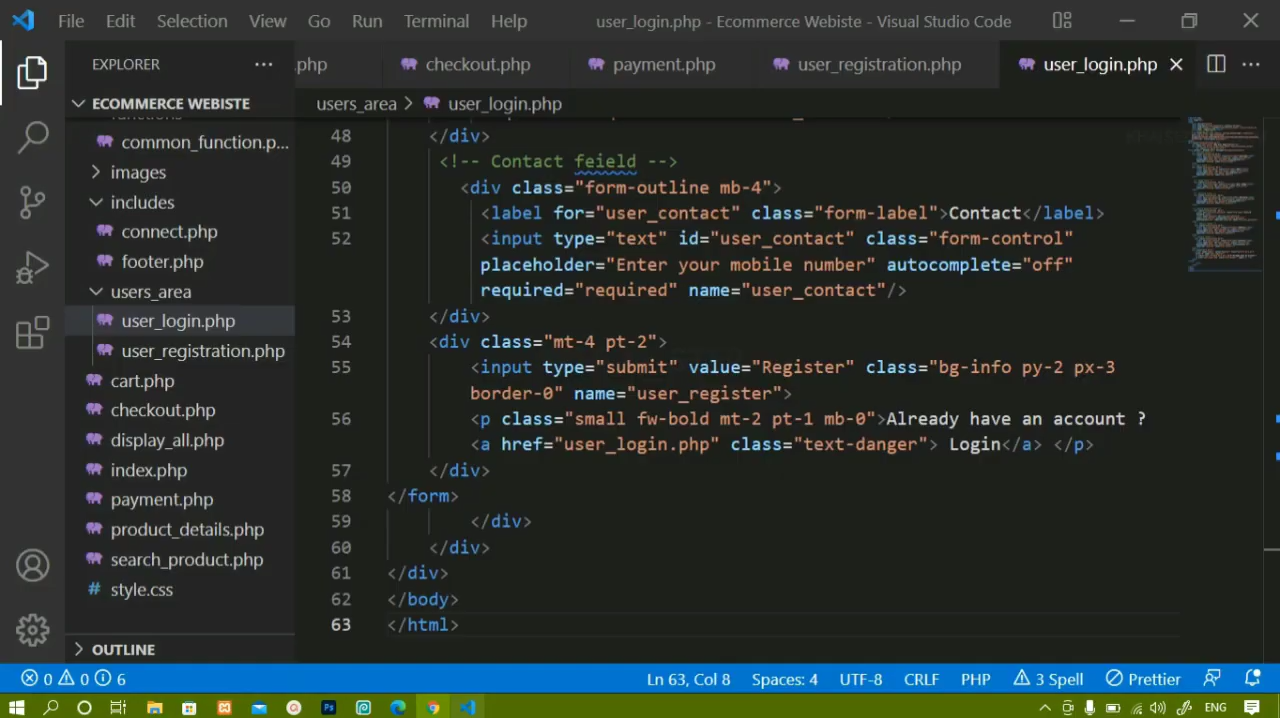 File Edit Selection View Go Run Terminal Help user_login.php - Ecommerce Webiste - Visual Studio Code
EXPLORER ...
.php checkout.php payment.php user_registration.php user_login.php
ECOMMERCE WEBISTE
users_area > user_login.php
functions
common_function.p...
images
includes
connect.php
footer.php
users_area
user_login.php
user_registration.php
cart.php
checkout.php
display_all.php
index.php
payment.php
product_details.php
search_product.php
# style.css
OUTLINE
48 </div>
49 <!-- Contact feield -->
50 <div class="form-outline mb-4">
51 <label for="user_contact" class="form-label">Contact</label>
52 <input type="text" id="user_contact" class="form-control"
placeholder="Enter your mobile number" autocomplete="off"
required="required" name="user_contact"/>
53 </div>
54 <div class="mt-4 pt-2">
55 <input type="submit" value="Register" class="bg-info py-2 px-3
border-0" name="user_register">
56 <p class="small fw-bold mt-2 pt-1 mb-0">Already have an account ?
<a href="user_login.php" class="text-danger"> Login</a> </p>
57 </div>
58 </form>
59 </div>
60 </div>
61 </div>
62 </body>
63 </html>
0 0 6 Ln 63, Col 8 Spaces: 4 UTF-8 CRLF PHP 3 Spell Prettier
ENG